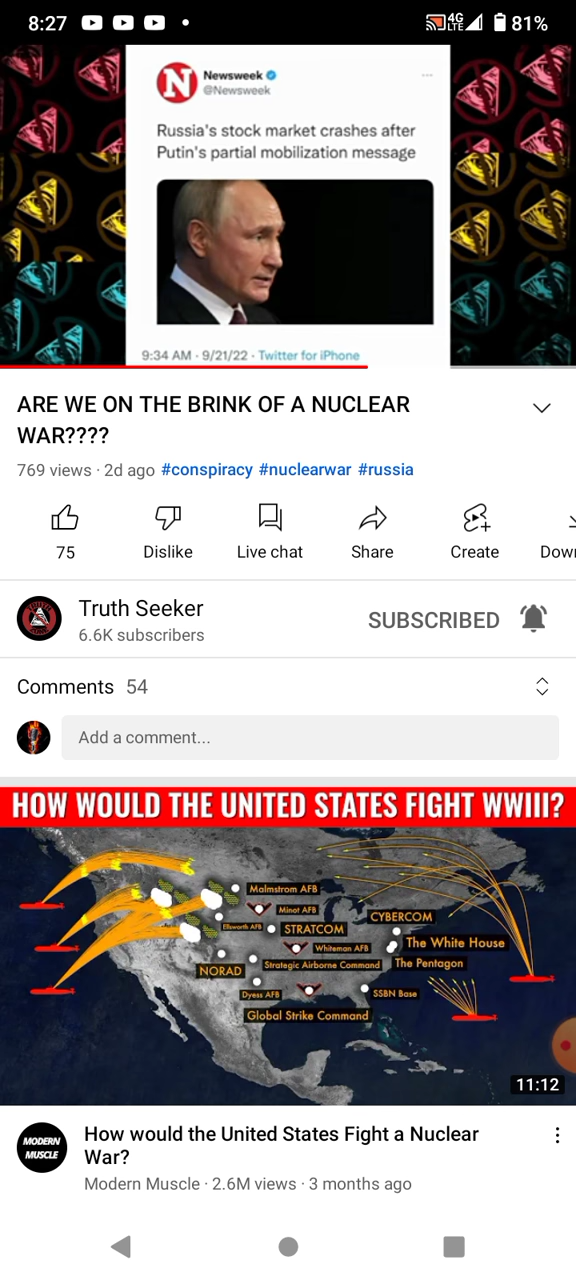 8:27
4G
LTE
81%
Newsweek
@Newsweek
Russia's stock market crashes after
Putin's partial mobilization message
9:34 AM · 9/21/22 · Twitter for iPhone
ARE WE ON THE BRINK OF A NUCLEAR
WAR????
769 views · 2d ago #conspiracy #nuclearwar #russia
75
Dislike
Live chat
Share
Create
Down
Truth Seeker
6.6K subscribers
SUBSCRIBED
Comments 54
Add a comment...
HOW WOULD THE UNITED STATES FIGHT WWIII?
Malmstrom AFB
Minot AFB
CYBERCOM
Ellsworth AFB
STRATCOM
The White House
Whiteman AFB
NORAD
Strategic Airborne Command
The Pentagon
Dyess AFB
SSBN Base
Global Strike Command
11:12
MODERN
MUSCLE
How would the United States Fight a Nuclear
War?
Modern Muscle · 2.6M views · 3 months ago